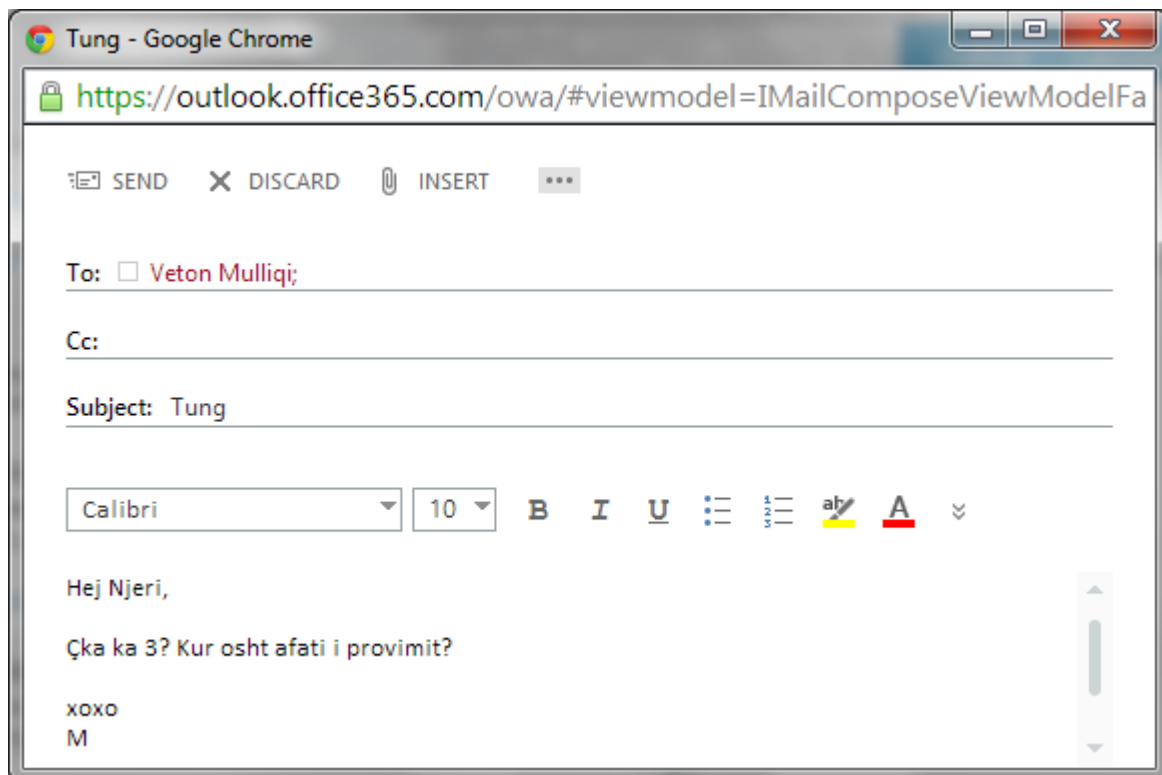 Tung - Google Chrome
https://outlook.office365.com/owa/#viewmodel=IMailComposeViewModelFa
SEND DISCARD INSERT
To: Veton Mulliqi;
Cc:
Subject: Tung
Calibri 10 B I U ab A
Hej Njeri,
Çka ka 3? Kur osht afati i provimit?
xoxo
M